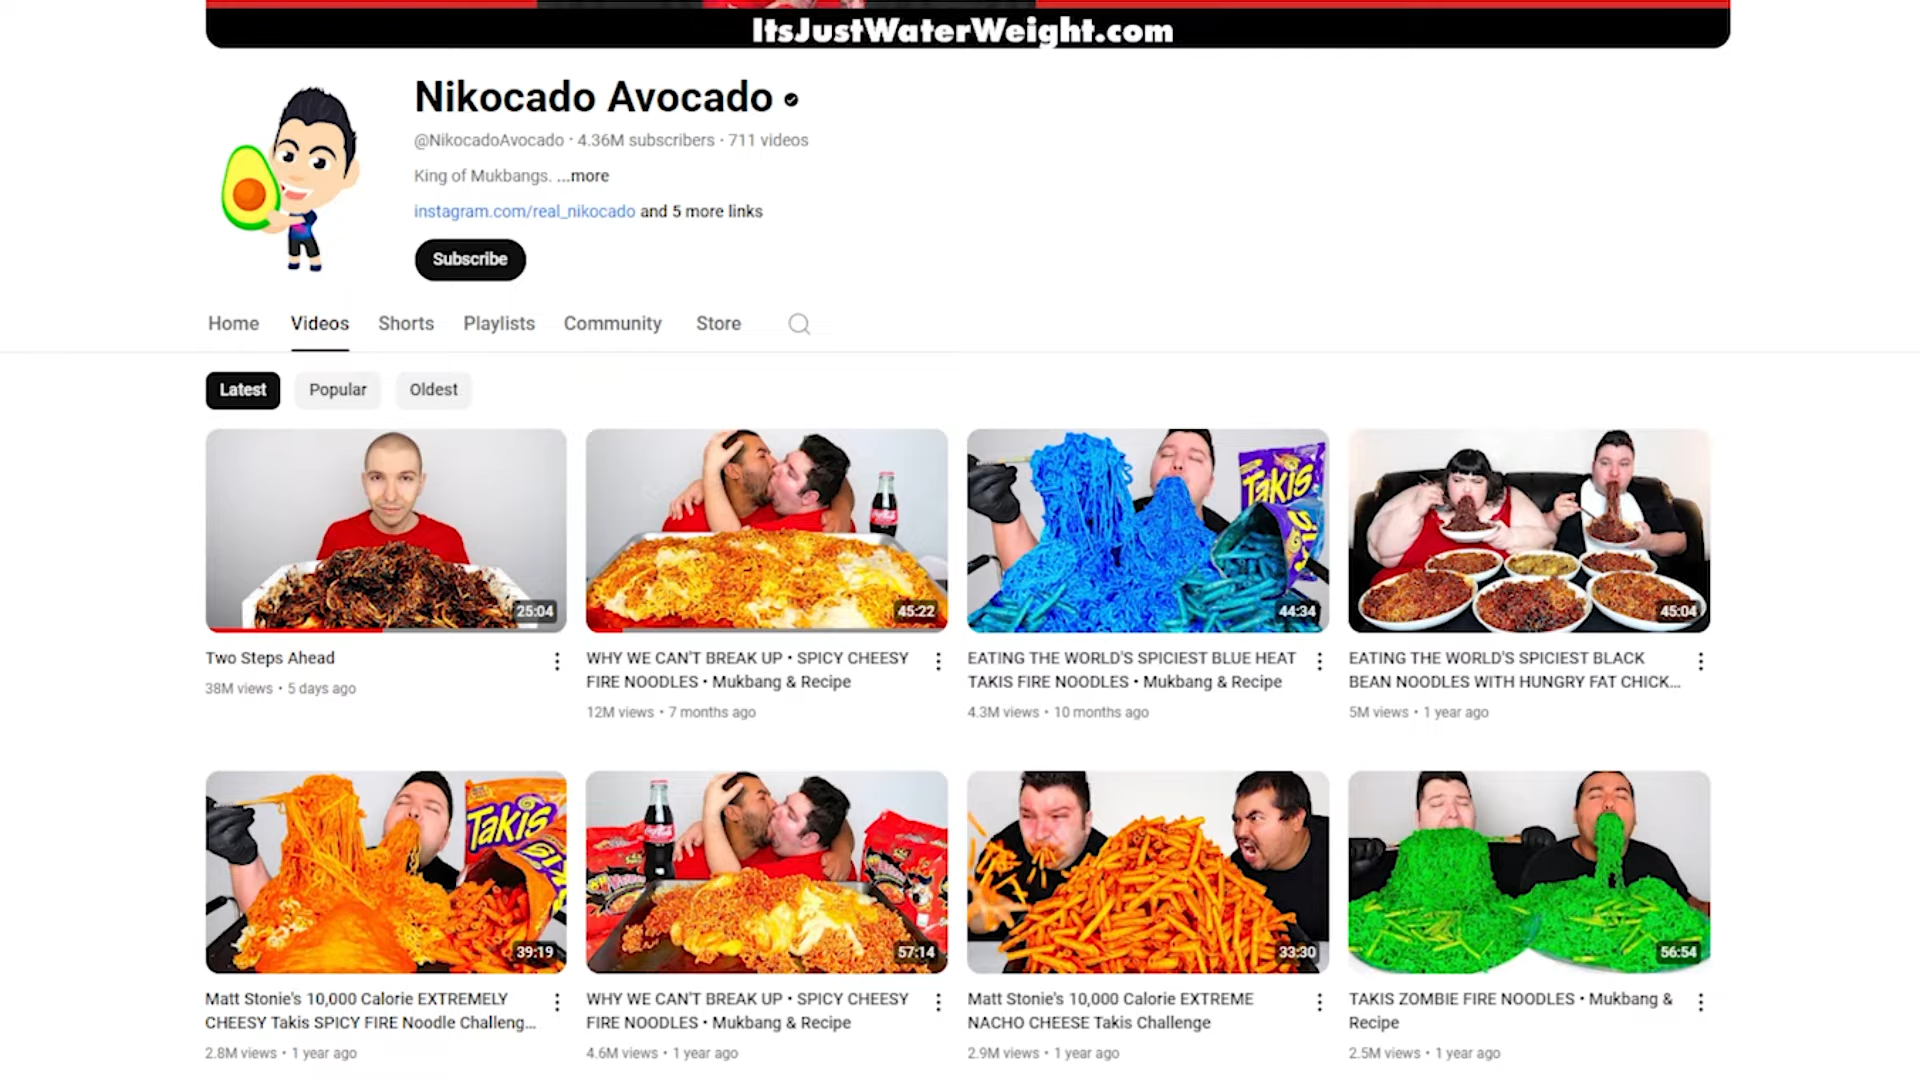 ItsJustWaterWeight.com
Nikocado Avocado
@NikocadoAvocado · 4.36M subscribers · 711 videos
King of Mukbangs. ...more
instagram.com/real_nikocado and 5 more links
Subscribe
Home Videos Shorts Playlists Community Store
Latest Popular Oldest
Takis
25:04 45:22 44:34 45:04
Two Steps Ahead
38M views · 5 days ago
WHY WE CAN'T BREAK UP • SPICY CHEESY
FIRE NOODLES • Mukbang & Recipe
12M views · 7 months ago
EATING THE WORLD'S SPICIEST BLUE HEAT
TAKIS FIRE NOODLES • Mukbang & Recipe
4.3M views · 10 months ago
EATING THE WORLD'S SPICIEST BLACK
BEAN NOODLES WITH HUNGRY FAT CHICK...
5M views · 1 year ago
Takis
39:19 57:14 33:30 56:54
Matt Stonie's 10,000 Calorie EXTREMELY
CHEESY Takis SPICY FIRE Noodle Challeng...
2.8M views · 1 year ago
WHY WE CAN'T BREAK UP • SPICY CHEESY
FIRE NOODLES • Mukbang & Recipe
4.6M views · 1 year ago
Matt Stonie's 10,000 Calorie EXTREME
NACHO CHEESE Takis Challenge
2.9M views · 1 year ago
TAKIS ZOMBIE FIRE NOODLES • Mukbang &
Recipe
2.5M views · 1 year ago